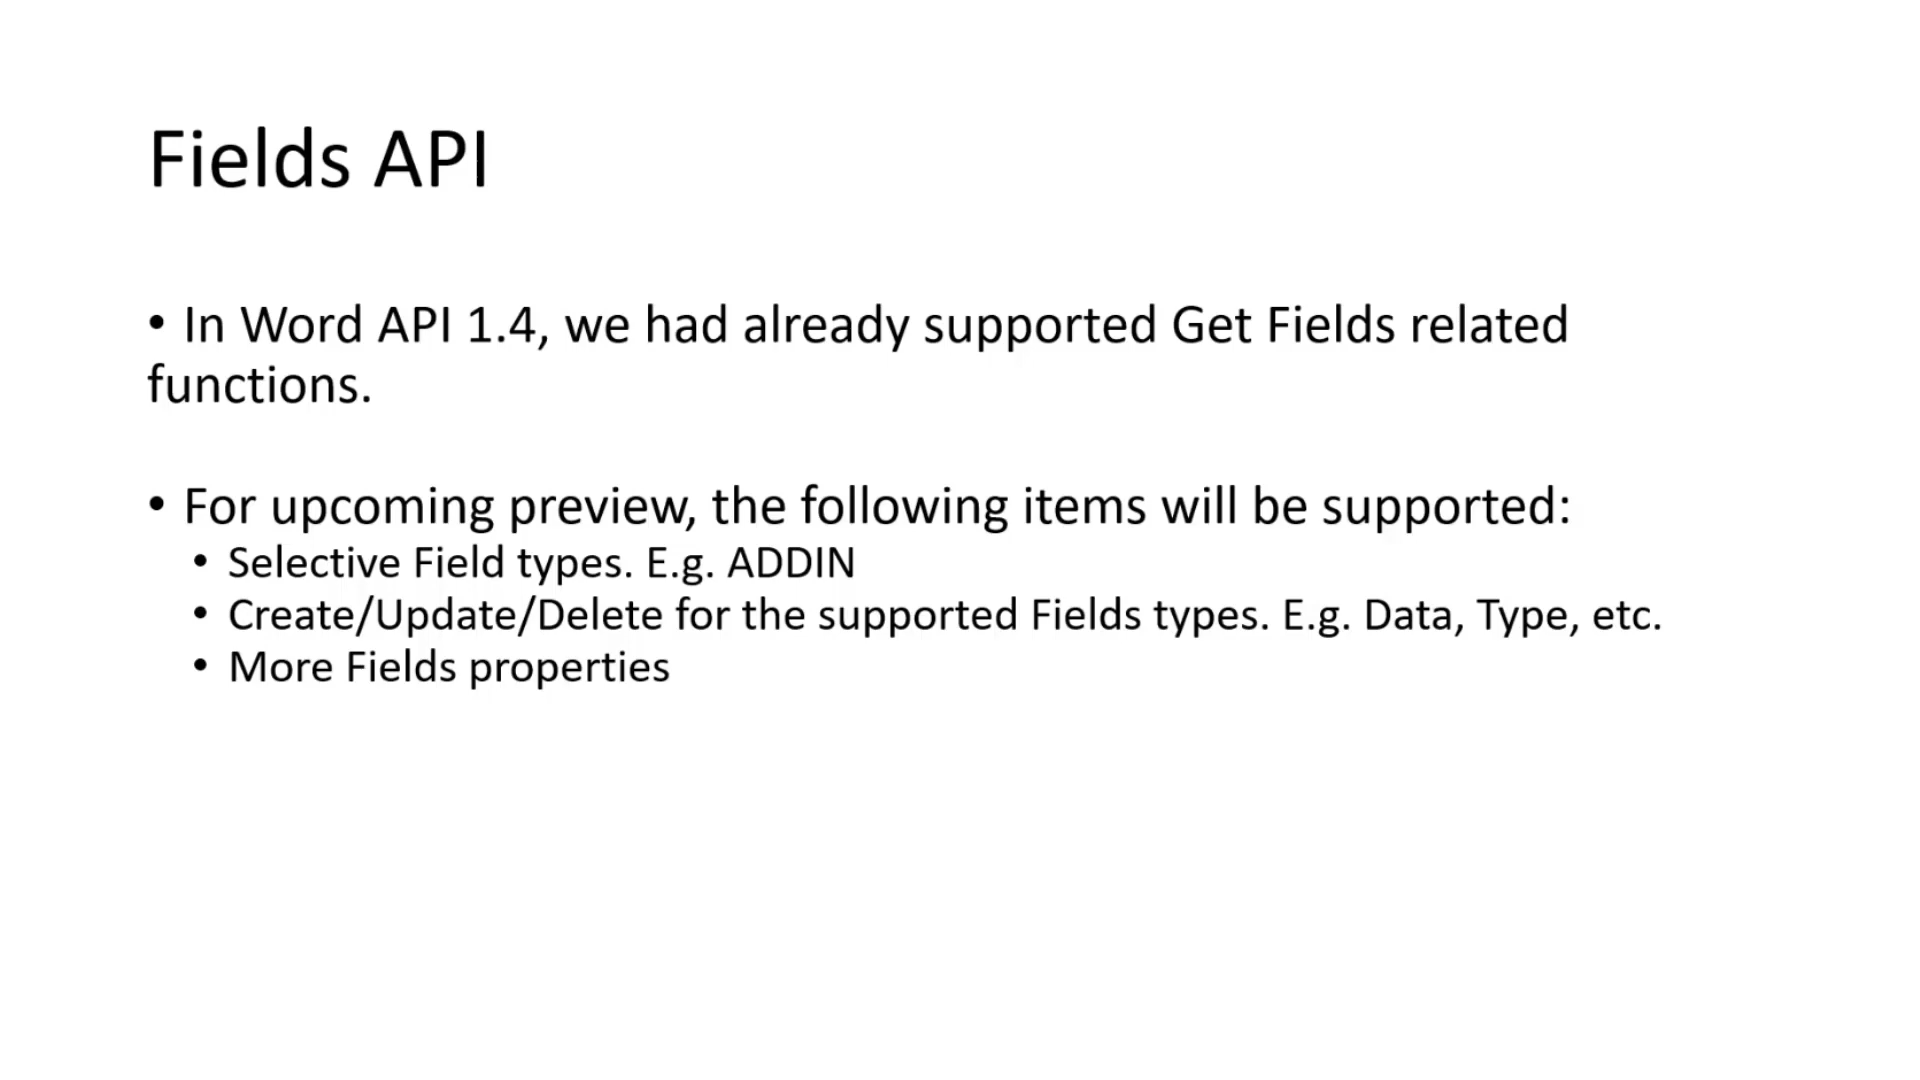 Fields API
• In Word API 1.4, we had already supported Get Fields related
functions.
• For upcoming preview, the following items will be supported:
• Selective Field types. E.g. ADDIN
• Create/Update/Delete for the supported Fields types. E.g. Data, Type, etc.
• More Fields properties